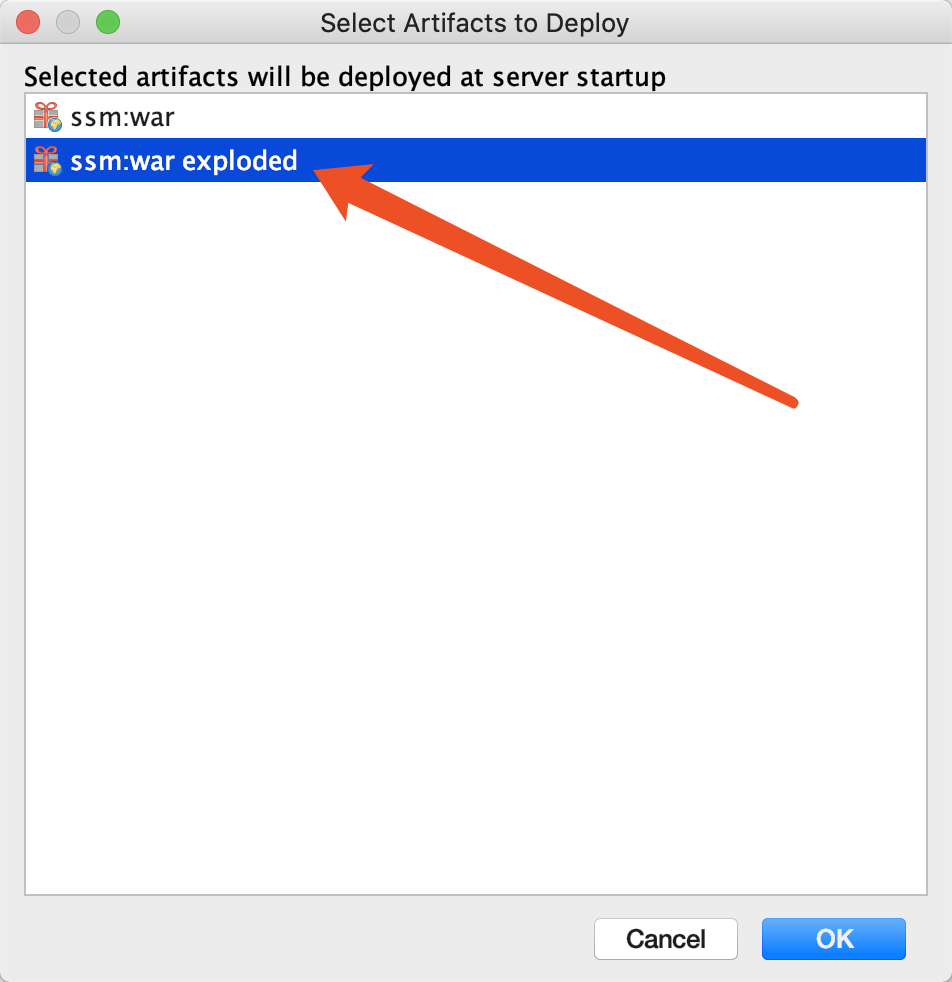 Select Artifacts to Deploy
Selected artifacts will be deployed at server startup
ssm:war
ssm:war exploded
Cancel
OK